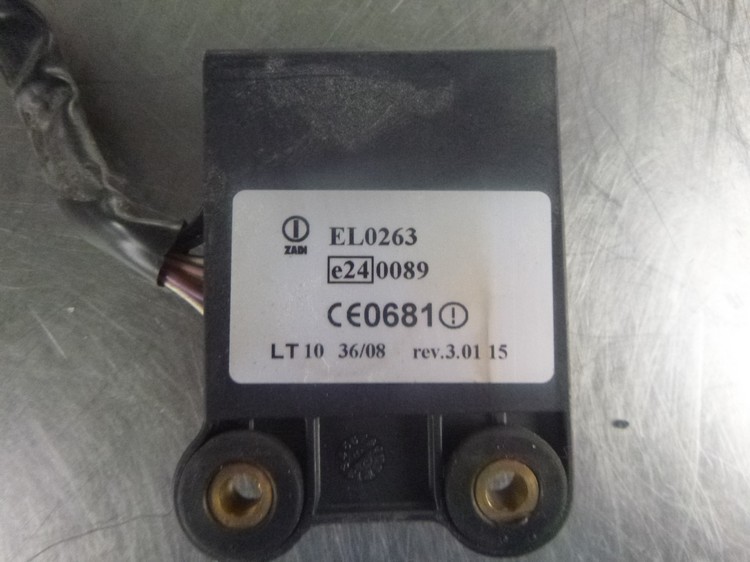 ZADI EL0263
e24 0089
CE0681
LT 10 36/08 rev.3.01 15